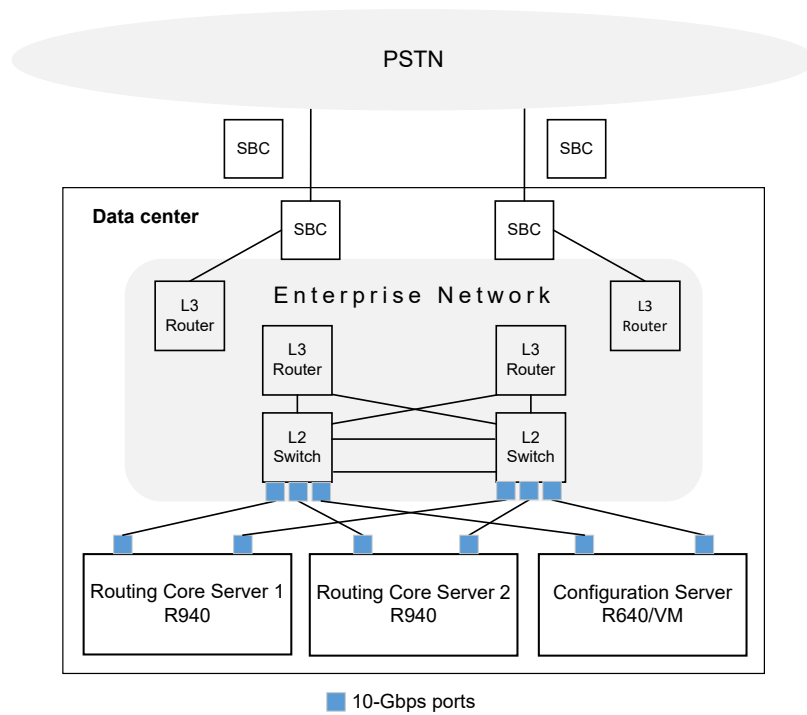 PSTN
SBC
SBC
Data center
SBC
SBC
Enterprise Network
L3
Router
L3
Router
L3
Router
L3
Router
L2
Switch
L2
Switch
Routing Core Server 1
R940
Routing Core Server 2
R940
Configuration Server
R640/VM
10-Gbps ports